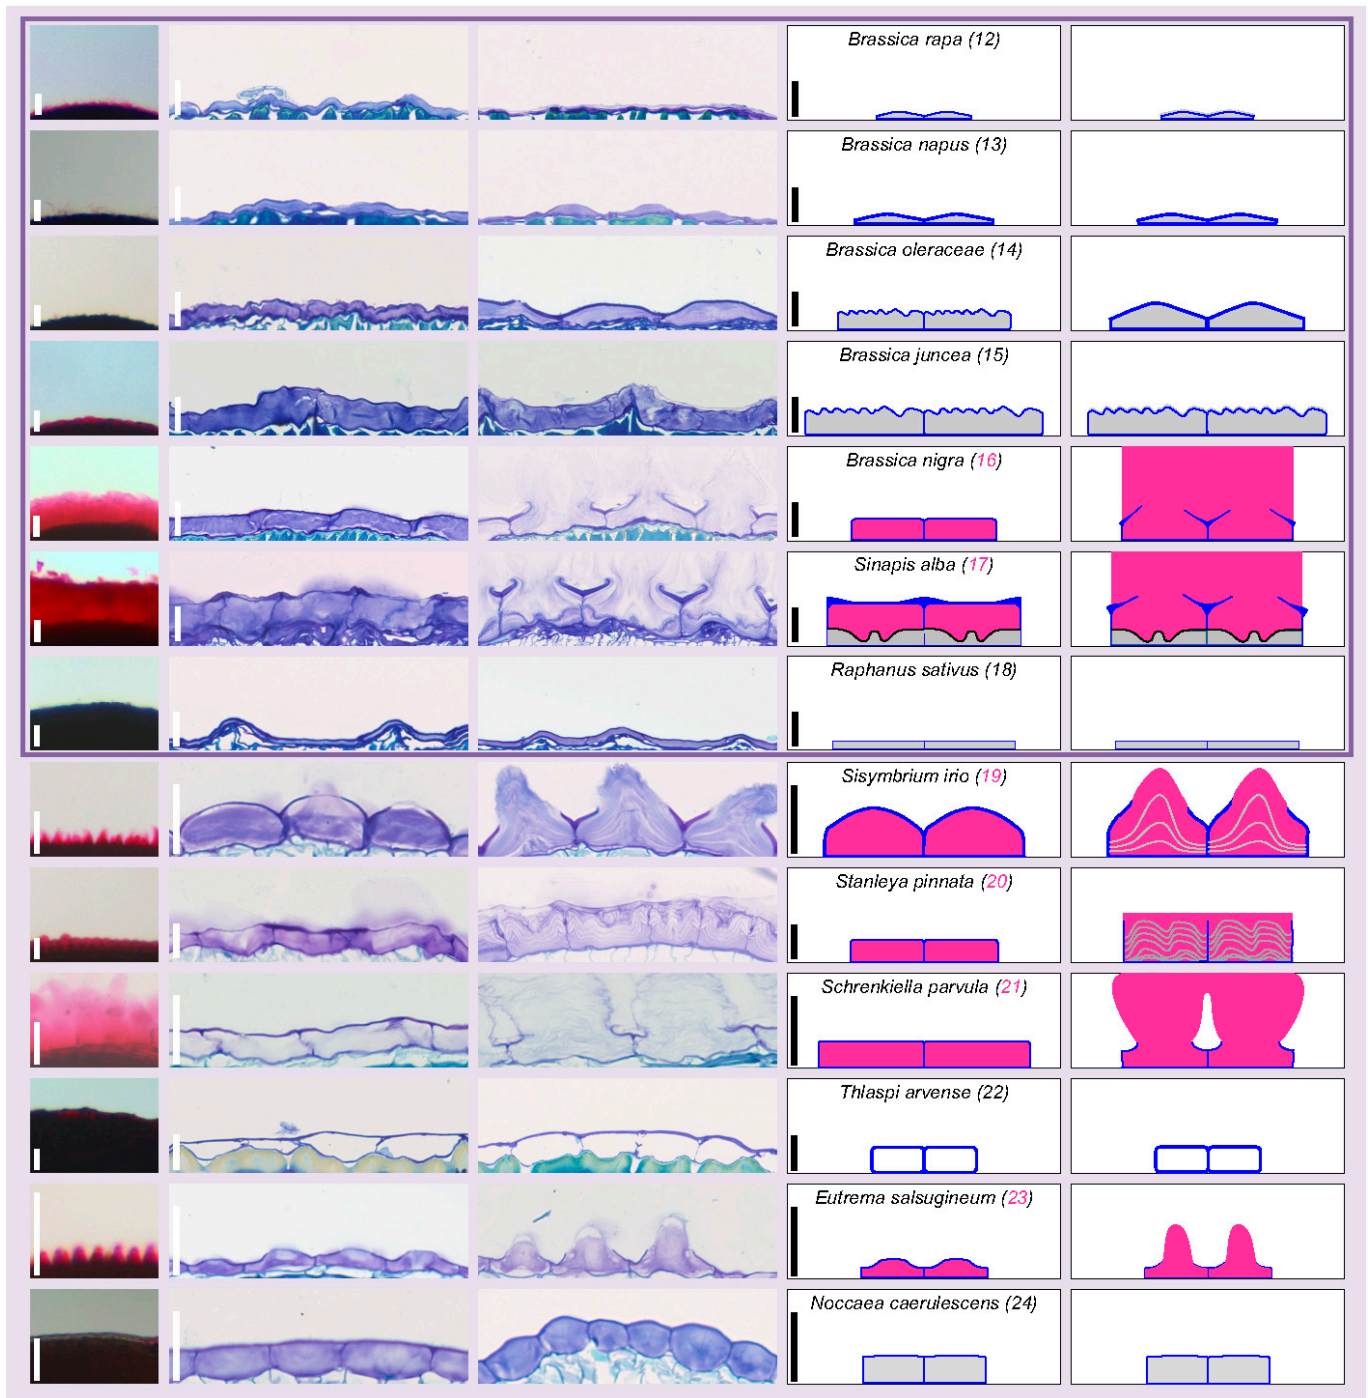 Brassica rapa (12)
Brassica napus (13)
Brassica oleraceae (14)
Brassica juncea (15)
Brassica nigra (16)
Sinapis alba (17)
Raphanus sativus (18)
Sisymbrium irio (19)
Stanleya pinnata (20)
Schrenkiella parvula (21)
Thlaspi arvense (22)
Eutrema salsugineum (23)
Noccaea caerulescens (24)